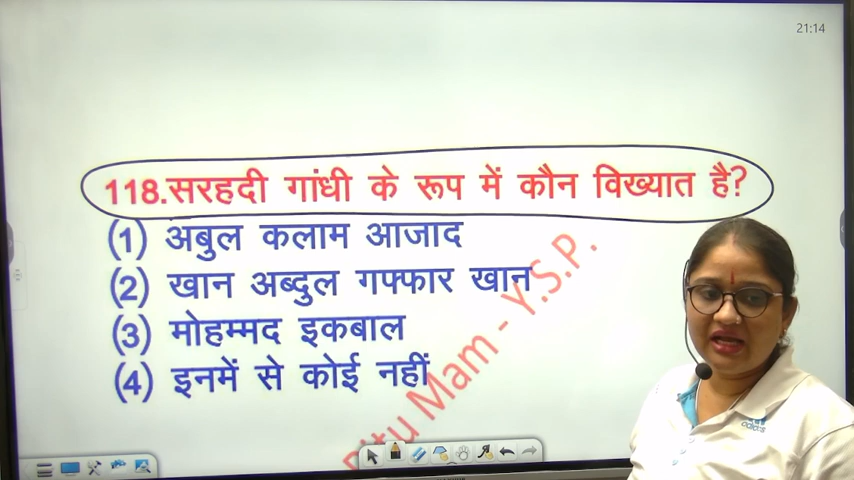 21:14
118.सरहदी गांधी के रूप में कौन विख्यात है?
(1) अबुल कलाम आजाद
(2) खान अब्दुल गफ्फार खान
(3) मोहम्मद इकबाल
(4) इनमें से कोई नहीं
Mam - Y.S.P.
adidas